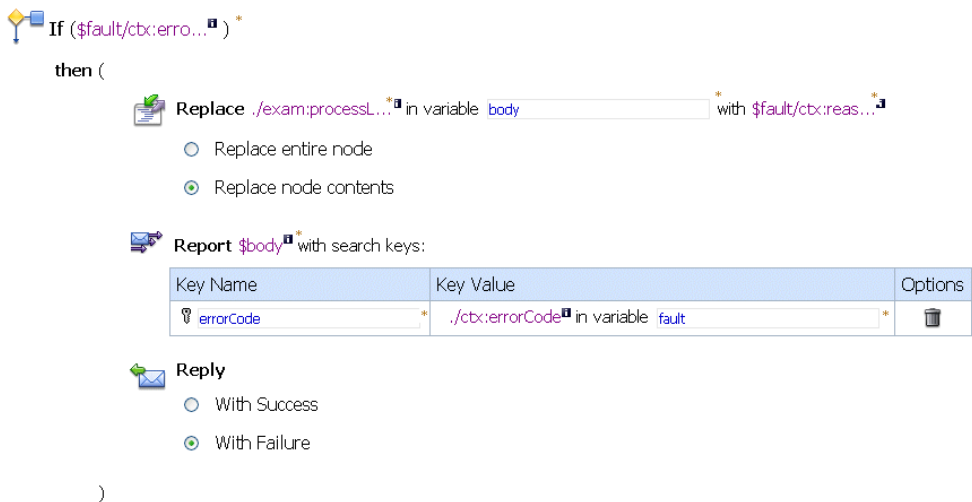 If ($fault/ctx:erro... ) *
then (
Replace ./exam:processL...* in variable body * with $fault/ctx:reas...*
Replace entire node
Replace node contents
Report $body * with search keys:
Key Name Key Value Options
errorCode * ./ctx:errorCode in variable fault *
Reply
With Success
With Failure
)